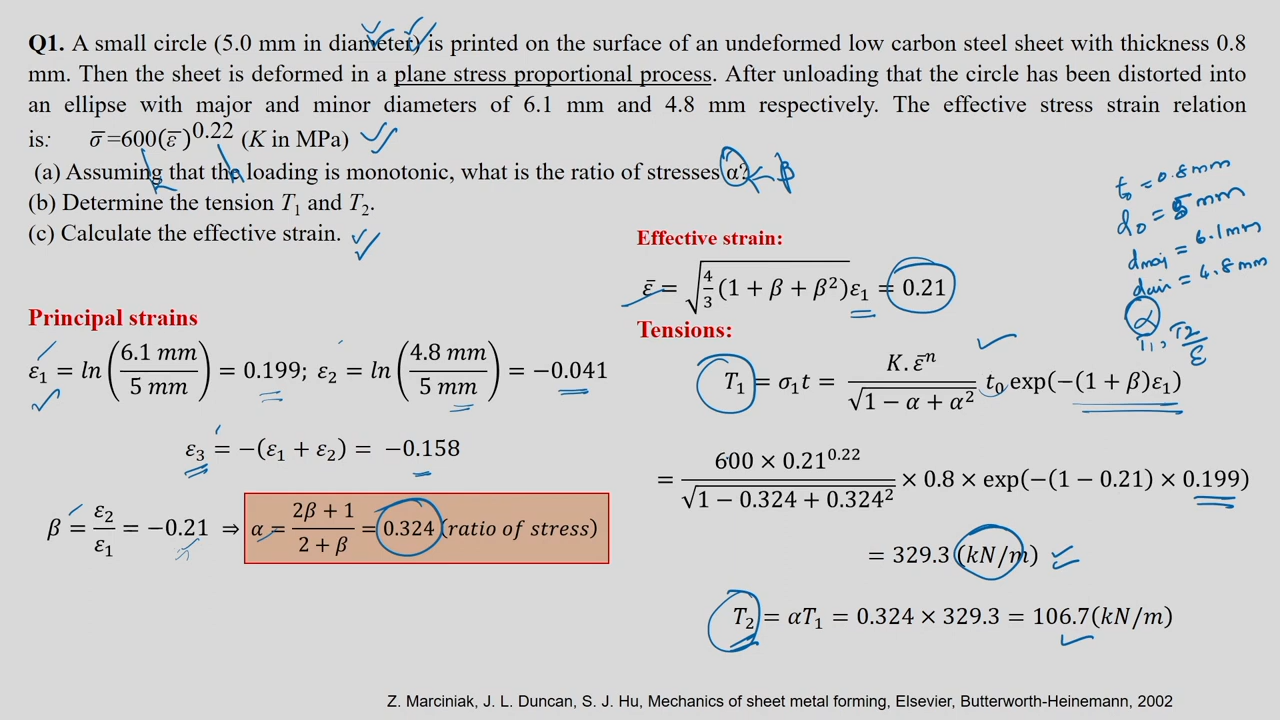 Q1. A small circle (5.0 mm in diameter) is printed on the surface of an undeformed low carbon steel sheet with thickness 0.8
mm. Then the sheet is deformed in a plane stress proportional process. After unloading that the circle has been distorted into
an ellipse with major and minor diameters of 6.1 mm and 4.8 mm respectively. The effective stress strain relation
is: σ̅=600(ε̅)^0.22 (K in MPa)
k n
(a) Assuming that the loading is monotonic, what is the ratio of stresses α? ← β
(b) Determine the tension T₁ and T₂.
(c) Calculate the effective strain.
t₀ = 0.8mm
d₀ = 5 mm
dmaj = 6.1mm
dmin = 4.8mm
α
T₁, T2
ε̅
Principal strains
ε₁ = ln(6.1 mm / 5 mm) = 0.199; ε₂ = ln(4.8 mm / 5 mm) = −0.041
ε₃ = −(ε₁ + ε₂) = −0.158
β = ε₂ / ε₁ = −0.21 ⇒ α = (2β + 1) / (2 + β) = 0.324 (ratio of stress)
Effective strain:
ε̅ = √(4/3 (1 + β + β²)) ε₁ = 0.21
Tensions:
T₁ = σ₁t = K.ε̅ⁿ / √1 − α + α² t₀ exp(−(1 + β)ε₁)
= 600 × 0.21^0.22 / √1 − 0.324 + 0.324² × 0.8 × exp(−(1 − 0.21) × 0.199)
= 329.3 (kN/m)
T₂ = αT₁ = 0.324 × 329.3 = 106.7(kN/m)
Z. Marciniak, J. L. Duncan, S. J. Hu, Mechanics of sheet metal forming, Elsevier, Butterworth-Heinemann, 2002